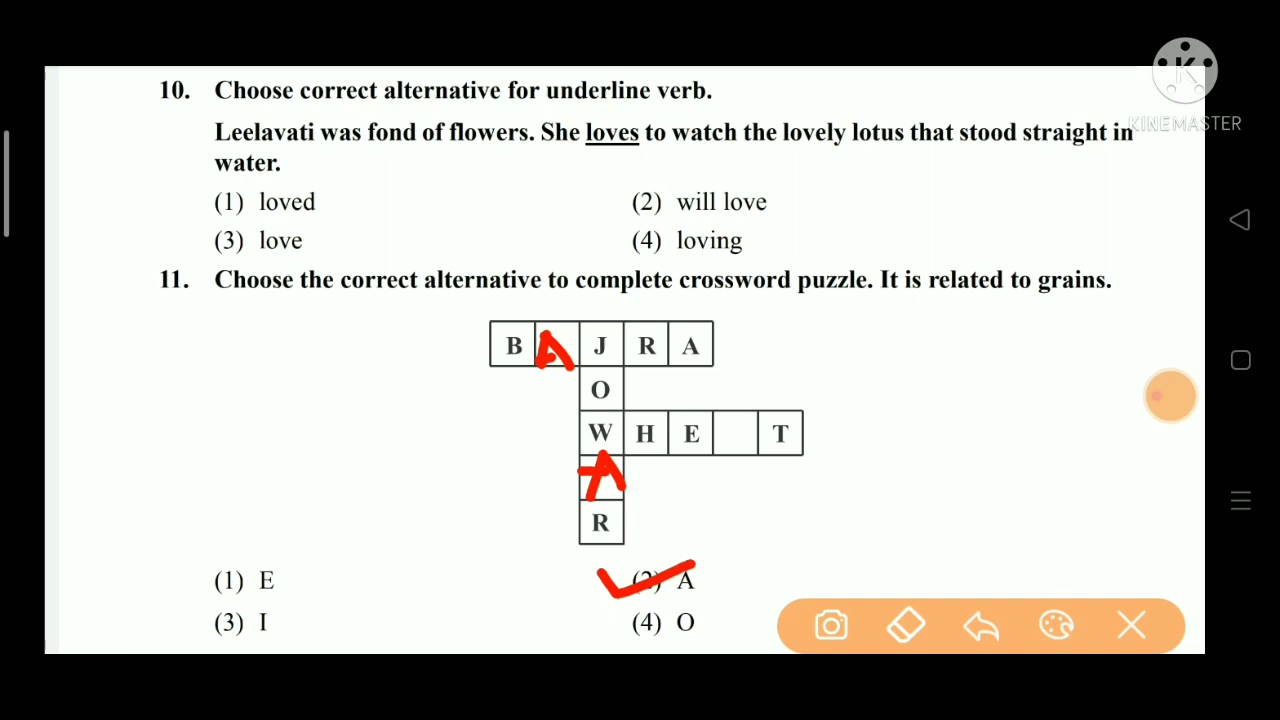 KINEMASTER
10. Choose correct alternative for underline verb.
Leelavati was fond of flowers. She loves to watch the lovely lotus that stood straight in
water.
(1) loved (2) will love
(3) love (4) loving
11. Choose the correct alternative to complete crossword puzzle. It is related to grains.
B A J R A
O
W H E T
A
R
(1) E (2) A
(3) I (4) O